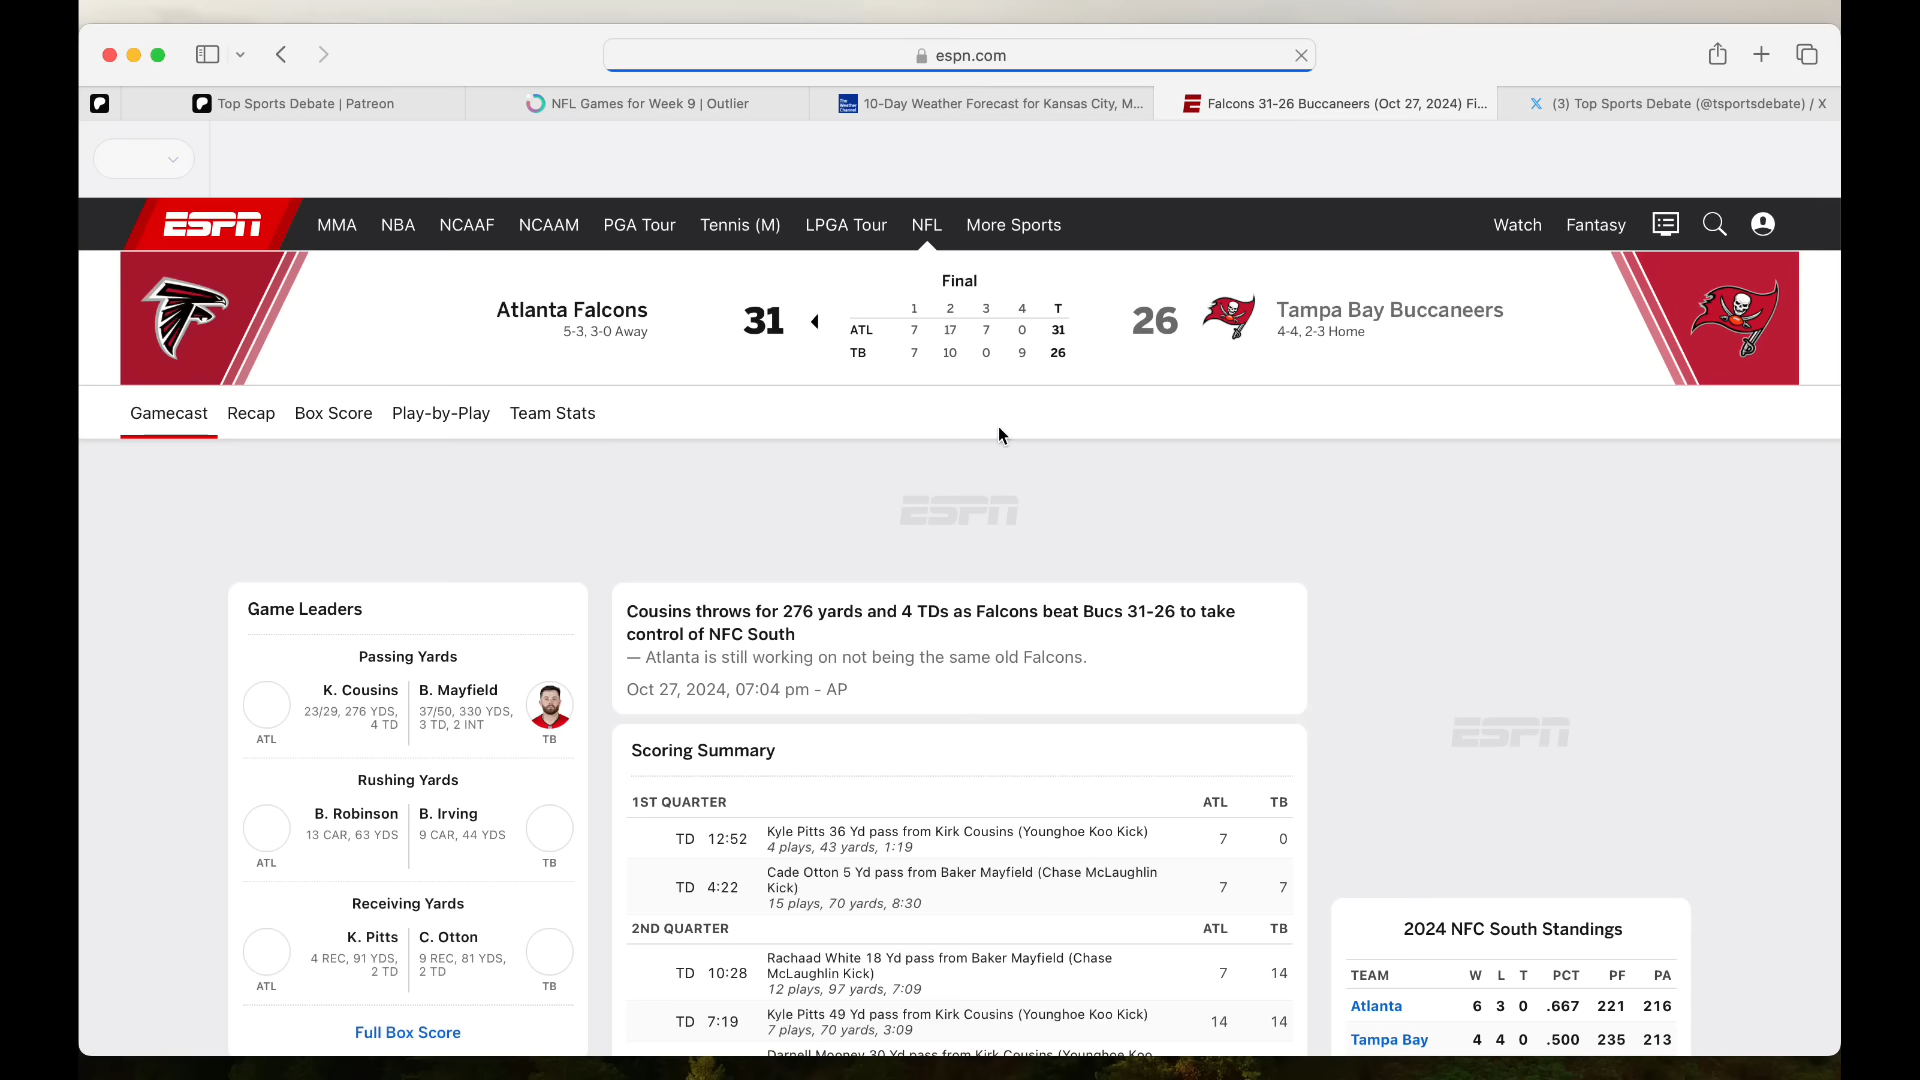 espn.com
Top Sports Debate | Patreon
NFL Games for Week 9 | Outlier
The Weather Channel
10-Day Weather Forecast for Kansas City, M...
Falcons 31-26 Buccaneers (Oct 27, 2024) Fi...
(3) Top Sports Debate (@tsportsdebate) / X
ESPN MMA NBA NCAAF NCAAM PGA Tour Tennis (M) LPGA Tour NFL More Sports Watch Fantasy
Final
Atlanta Falcons
5-3, 3-0 Away
31
1 2 3 4 T
ATL 7 17 7 0 31
TB 7 10 0 9 26
26
Tampa Bay Buccaneers
4-4, 2-3 Home
Gamecast Recap Box Score Play-by-Play Team Stats
ESPN
Game Leaders
Passing Yards
K. Cousins
23/29, 276 YDS,
4 TD
ATL
B. Mayfield
37/50, 330 YDS,
3 TD, 2 INT
TB
Rushing Yards
B. Robinson
13 CAR, 63 YDS
ATL
B. Irving
9 CAR, 44 YDS
TB
Receiving Yards
K. Pitts
4 REC, 91 YDS,
2 TD
ATL
C. Otton
9 REC, 81 YDS,
2 TD
TB
Full Box Score
Cousins throws for 276 yards and 4 TDs as Falcons beat Bucs 31-26 to take
control of NFC South
— Atlanta is still working on not being the same old Falcons.
Oct 27, 2024, 07:04 pm - AP
Scoring Summary
1ST QUARTER ATL TB
TD 12:52 Kyle Pitts 36 Yd pass from Kirk Cousins (Younghoe Koo Kick) 7 0
4 plays, 43 yards, 1:19
Cade Otton 5 Yd pass from Baker Mayfield (Chase McLaughlin
TD 4:22 Kick) 7 7
15 plays, 70 yards, 8:30
2ND QUARTER ATL TB
Rachaad White 18 Yd pass from Baker Mayfield (Chase
TD 10:28 McLaughlin Kick) 7 14
12 plays, 97 yards, 7:09
TD 7:19 Kyle Pitts 49 Yd pass from Kirk Cousins (Younghoe Koo Kick) 14 14
7 plays, 70 yards, 3:09
Darnell Mooney 30 Yd pass from Kirk Cousins (Younghoe Koo
ESPN
2024 NFC South Standings
TEAM W L T PCT PF PA
Atlanta 6 3 0 .667 221 216
Tampa Bay 4 4 0 .500 235 213